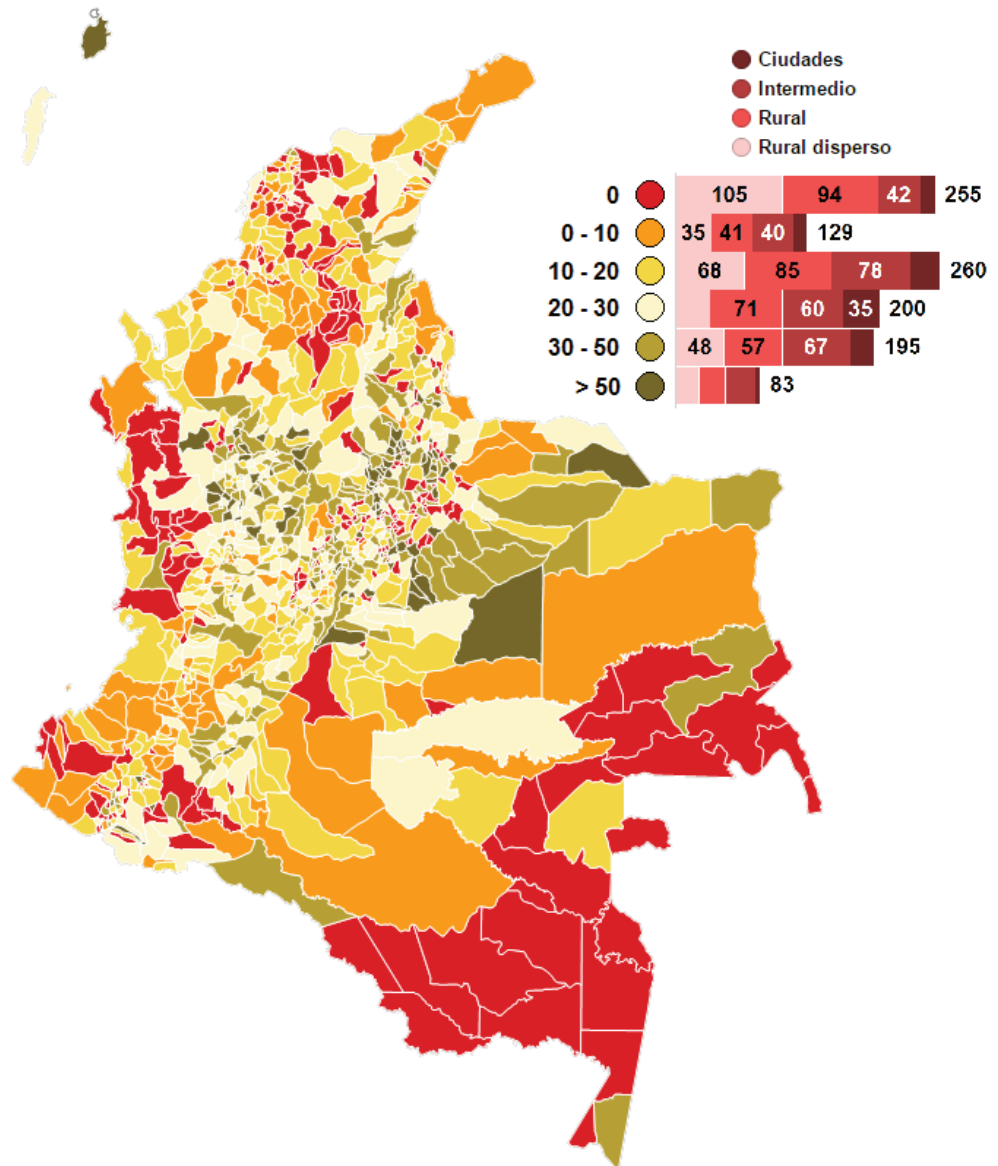 Ciudades
Intermedio
Rural
Rural disperso
0 105 94 42 255
0 - 10 35 41 40 129
10 - 20 68 85 78 260
20 - 30 71 60 35 200
30 - 50 48 57 67 195
> 50 83